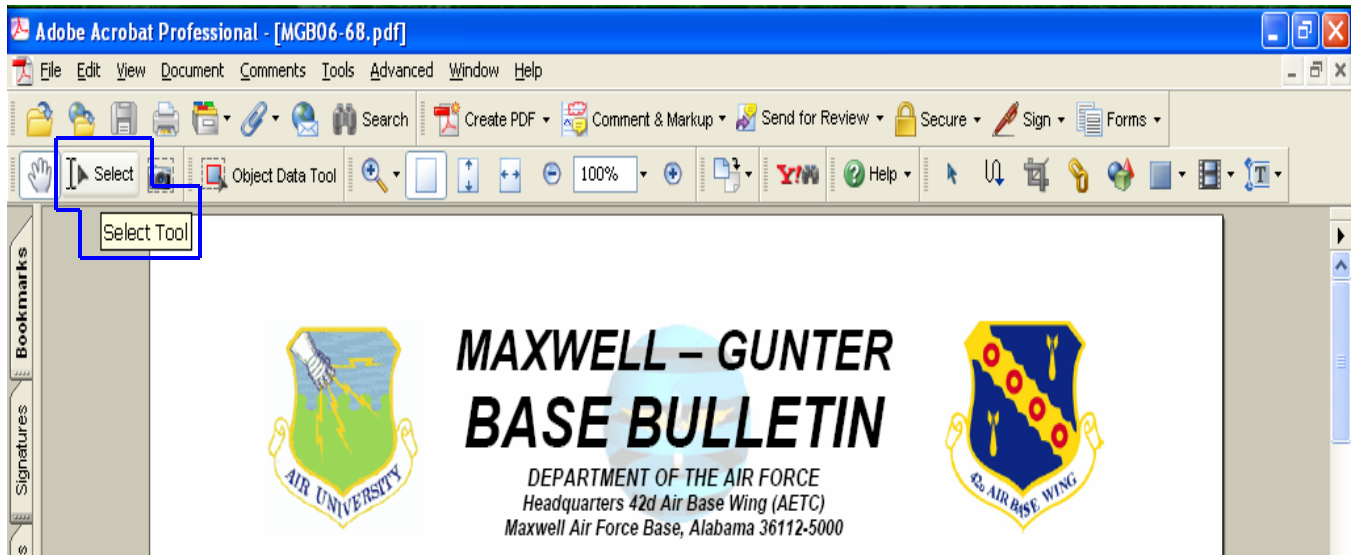 Adobe Acrobat Professional - [MGB06-68.pdf]
File Edit View Document Comments Tools Advanced Window Help
Search Create PDF Comment & Markup Send for Review Secure Sign Forms
Select Object Data Tool 100% Y! Help T
Select Tool
Bookmarks
Signatures
MAXWELL – GUNTER
BASE BULLETIN
DEPARTMENT OF THE AIR FORCE
Headquarters 42d Air Base Wing (AETC)
Maxwell Air Force Base, Alabama 36112-5000
AIR UNIVERSITY
42D AIR BASE WING